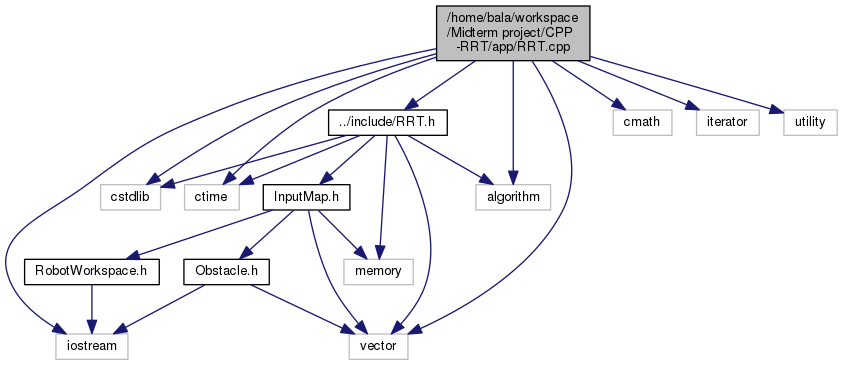 /home/bala/workspace
/Midterm project/CPP
-RRT/app/RRT.cpp
../include/RRT.h
cmath
iterator
utility
cstdlib
ctime
InputMap.h
algorithm
RobotWorkspace.h
Obstacle.h
memory
iostream
vector